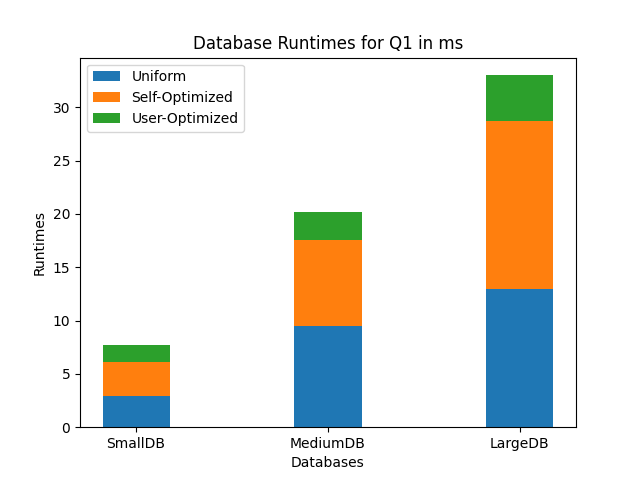 Database Runtimes for Q1 in ms
Uniform
Self-Optimized
User-Optimized
30
25
20
15
10
5
0
Runtimes
SmallDB
MediumDB
LargeDB
Databases